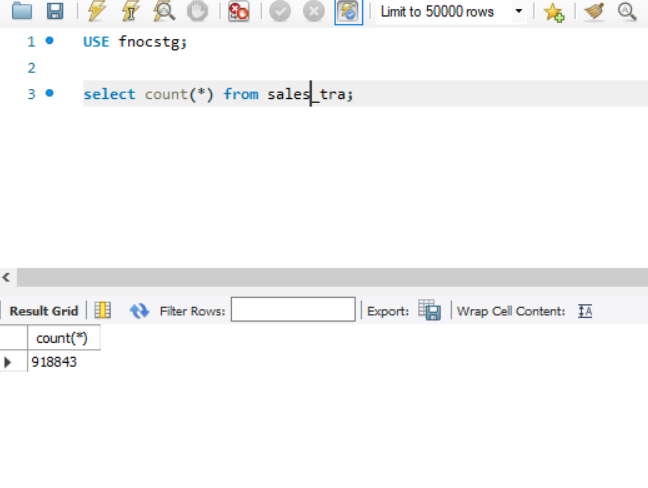 Limit to 50000 rows
1 USE fnocstg;
2
3 select count(*) from sales_tra;
Result Grid Filter Rows: Export: Wrap Cell Content: IA
count(*)
918843